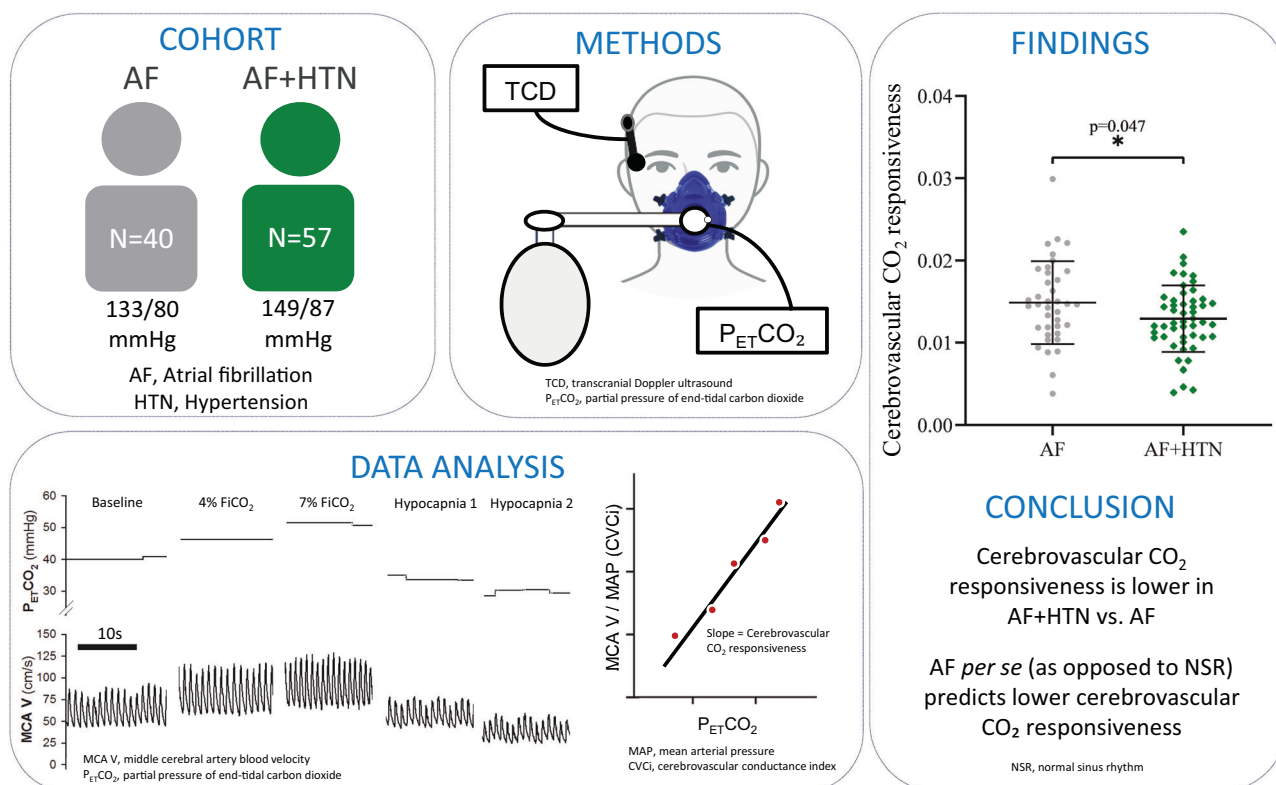 COHORT
AF
AF+HTN
N=40
N=57
133/80
mmHg
149/87
mmHg
AF, Atrial fibrillation
HTN, Hypertension
METHODS
TCD
P_ETCO₂
TCD, transcranial Doppler ultrasound
P_ETCO₂, partial pressure of end-tidal carbon dioxide
FINDINGS
Cerebrovascular CO₂ responsiveness
0.04
0.03
0.02
0.01
0.00
p=0.047
*
AF
AF+HTN
DATA ANALYSIS
Baseline
4% FiCO₂
7% FiCO₂
Hypocapnia 1
Hypocapnia 2
P_ETCO₂ (mmHg)
60
50
40
30
10s
MCA V (cm/s)
150
125
100
75
50
25
0
MCA V, middle cerebral artery blood velocity
P_ETCO₂, partial pressure of end-tidal carbon dioxide
MCA V / MAP (CVCi)
Slope = Cerebrovascular
CO₂ responsiveness
P_ETCO₂
MAP, mean arterial pressure
CVCi, cerebrovascular conductance index
CONCLUSION
Cerebrovascular CO₂
responsiveness is lower in
AF+HTN vs. AF
AF per se (as opposed to NSR)
predicts lower cerebrovascular
CO₂ responsiveness
NSR, normal sinus rhythm